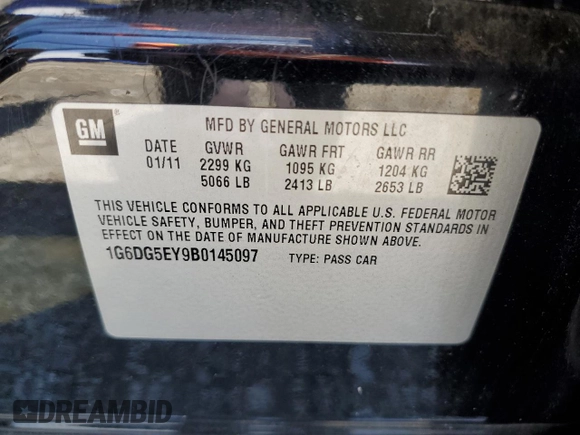 GM ®
MFD BY GENERAL MOTORS LLC
DATE GVWR GAWR FRT GAWR RR
01/11 2299 KG 1095 KG 1204 KG
5066 LB 2413 LB 2653 LB
THIS VEHICLE CONFORMS TO ALL APPLICABLE U.S. FEDERAL MOTOR
VEHICLE SAFETY, BUMPER, AND THEFT PREVENTION STANDARDS IN
EFFECT ON THE DATE OF MANUFACTURE SHOWN ABOVE.
1G6DG5EY9B0145097 TYPE: PASS CAR
DREAMBID